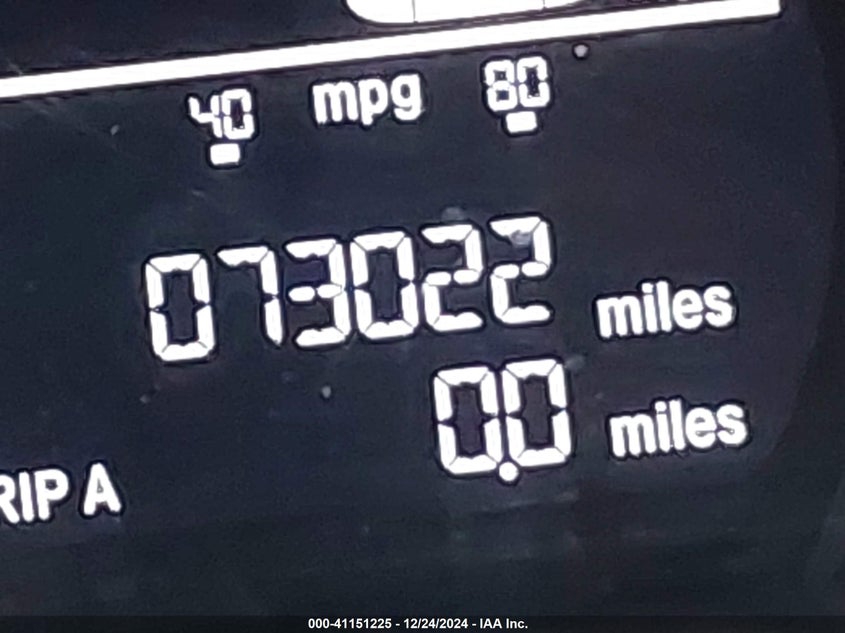 40 mpg 80
073022 miles
0.0 miles
RIP A
000-41151225 - 12/24/2024 - IAA Inc.